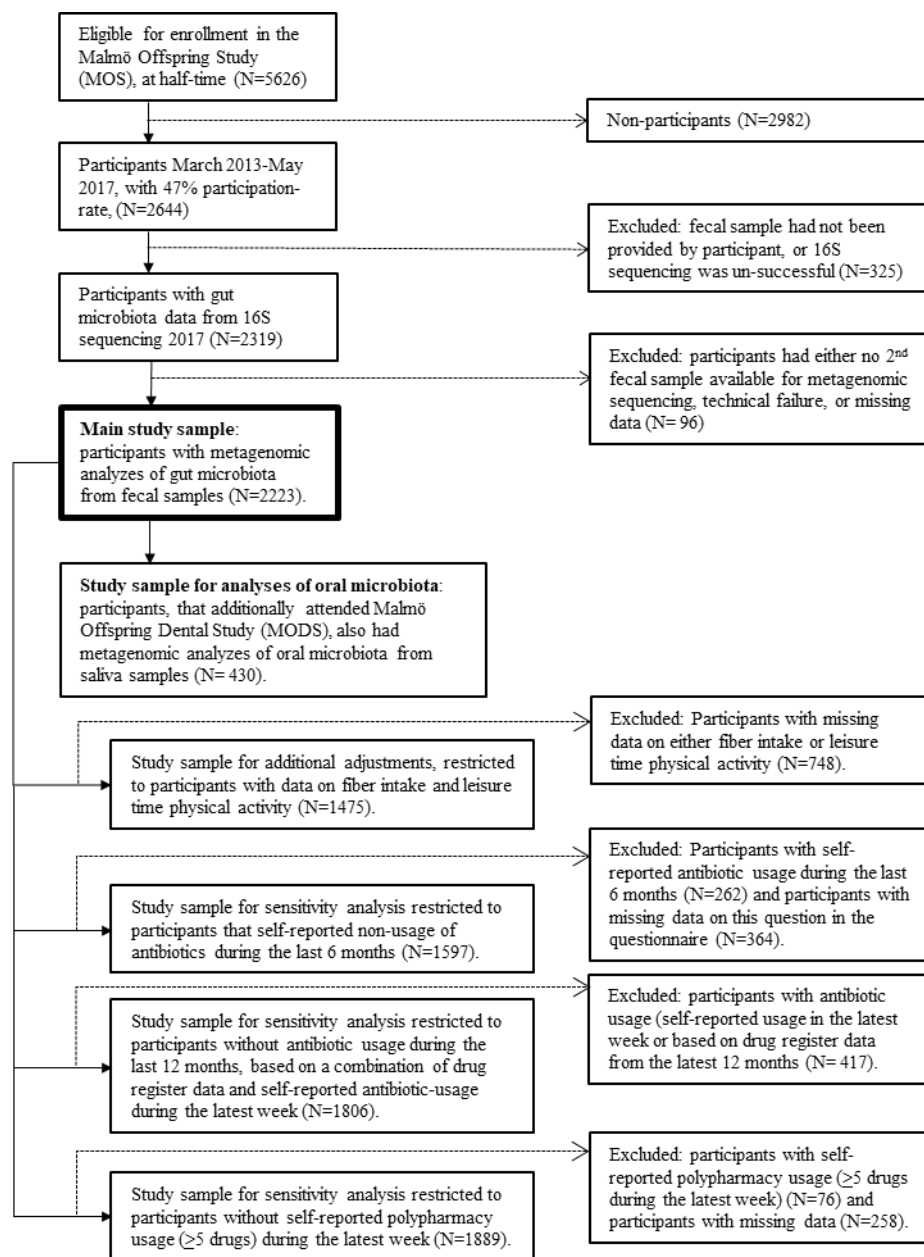 Eligible for enrollment in the
Malmö Offspring Study
(MOS), at half-time (N=5626)
Non-participants (N=2982)
Participants March 2013-May
2017, with 47% participation-
rate, (N=2644)
Excluded: fecal sample had not been
provided by participant, or 16S
sequencing was un-successful (N=325)
Participants with gut
microbiota data from 16S
sequencing 2017 (N=2319)
Excluded: participants had either no 2nd
fecal sample available for metagenomic
sequencing, technical failure, or missing
data (N= 96)
Main study sample:
participants with metagenomic
analyzes of gut microbiota
from fecal samples (N=2223).
Study sample for analyses of oral microbiota:
participants, that additionally attended Malmö
Offspring Dental Study (MODS), also had
metagenomic analyzes of oral microbiota from
saliva samples (N= 430).
Excluded: Participants with missing
data on either fiber intake or leisure
time physical activity (N=748).
Study sample for additional adjustments, restricted
to participants with data on fiber intake and leisure
time physical activity (N=1475).
Excluded: Participants with self-
reported antibiotic usage during the last
6 months (N=262) and participants with
missing data on this question in the
questionnaire (N=364).
Study sample for sensitivity analysis restricted to
participants that self-reported non-usage of
antibiotics during the last 6 months (N=1597).
Excluded: participants with antibiotic
usage (self-reported usage in the latest
week or based on drug register data
from the latest 12 months (N= 417).
Study sample for sensitivity analysis restricted to
participants without antibiotic usage during the
last 12 months, based on a combination of drug
register data and self-reported antibiotic-usage
during the latest week (N=1806).
Excluded: participants with self-
reported polypharmacy usage (≥5 drugs
during the latest week) (N=76) and
participants with missing data (N=258).
Study sample for sensitivity analysis restricted to
participants without self-reported polypharmacy
usage (≥5 drugs) during the latest week (N=1889).